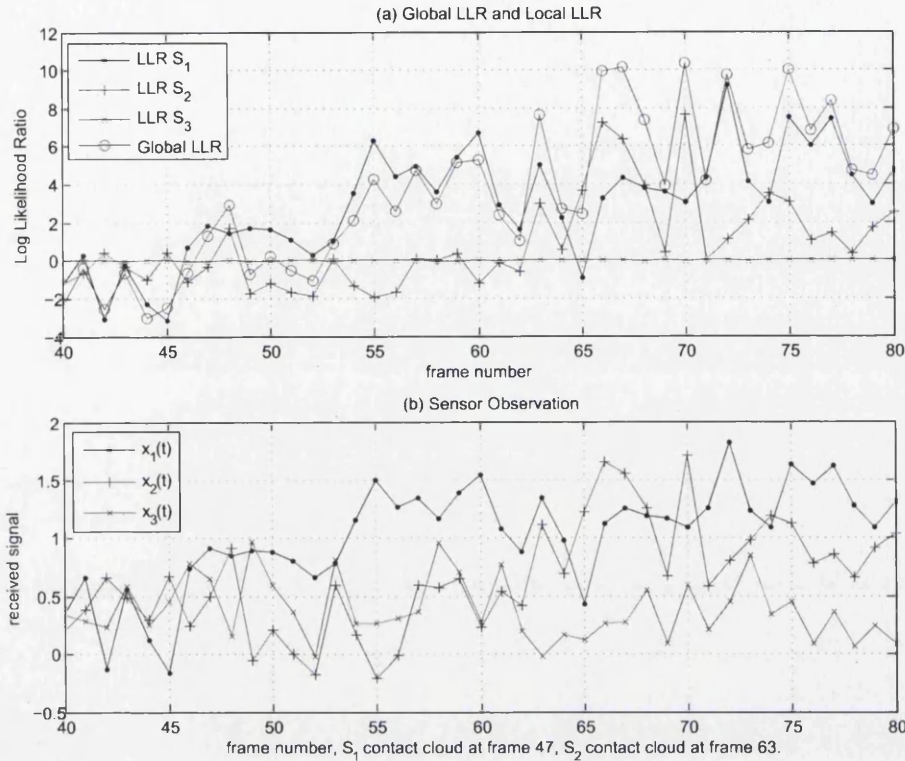 (a) Global LLR and Local LLR
Log Likelihood Ratio
12
10
8
6
4
2
0
−2
−4
LLR S1
LLR S2
LLR S3
Global LLR
40 45 50 55 60 65 70 75 80
frame number
(b) Sensor Observation
received signal
2
1.5
1
0.5
0
−0.5
x1(t)
x2(t)
x3(t)
40 45 50 55 60 65 70 75 80
frame number, S1 contact cloud at frame 47, S2 contact cloud at frame 63.